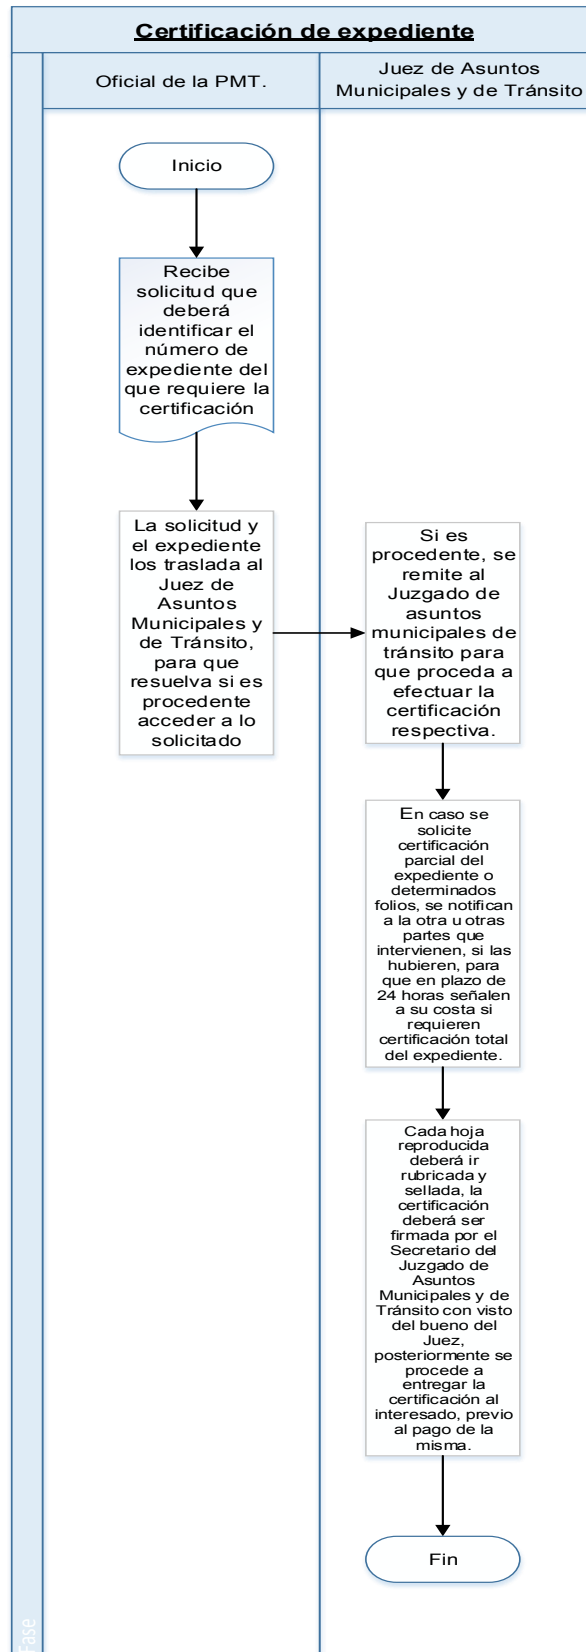 Certificación de expediente
Oficial de la PMT.
Juez de Asuntos
Municipales y de Tránsito
Inicio
Recibe
solicitud que
deberá
identificar el
número de
expediente del
que requiere la
certificación
La solicitud y
el expediente
los traslada al
Juez de
Asuntos
Municipales y
de Tránsito,
para que
resuelva si es
procedente
acceder a lo
solicitado
Si es
procedente, se
remite al
Juzgado de
asuntos
municipales de
tránsito para
que proceda a
efectuar la
certificación
respectiva.
En caso se
solicite
certificación
parcial del
expediente o
determinados
folios, se notifican
a la otra u otras
partes que
intervienen, si las
hubieren, para
que en plazo de
24 horas señalen
a su costa si
requieren
certificación total
del expediente.
Cada hoja
reproducida
deberá ir
rubricada y
sellada, la
certificación
deberá ser
firmada por el
Secretario del
Juzgado de
Asuntos
Municipales y de
Tránsito con visto
del bueno del
Juez,
posteriormente se
procede a
entregar la
certificación al
interesado, previo
al pago de la
misma.
Fin
Fase